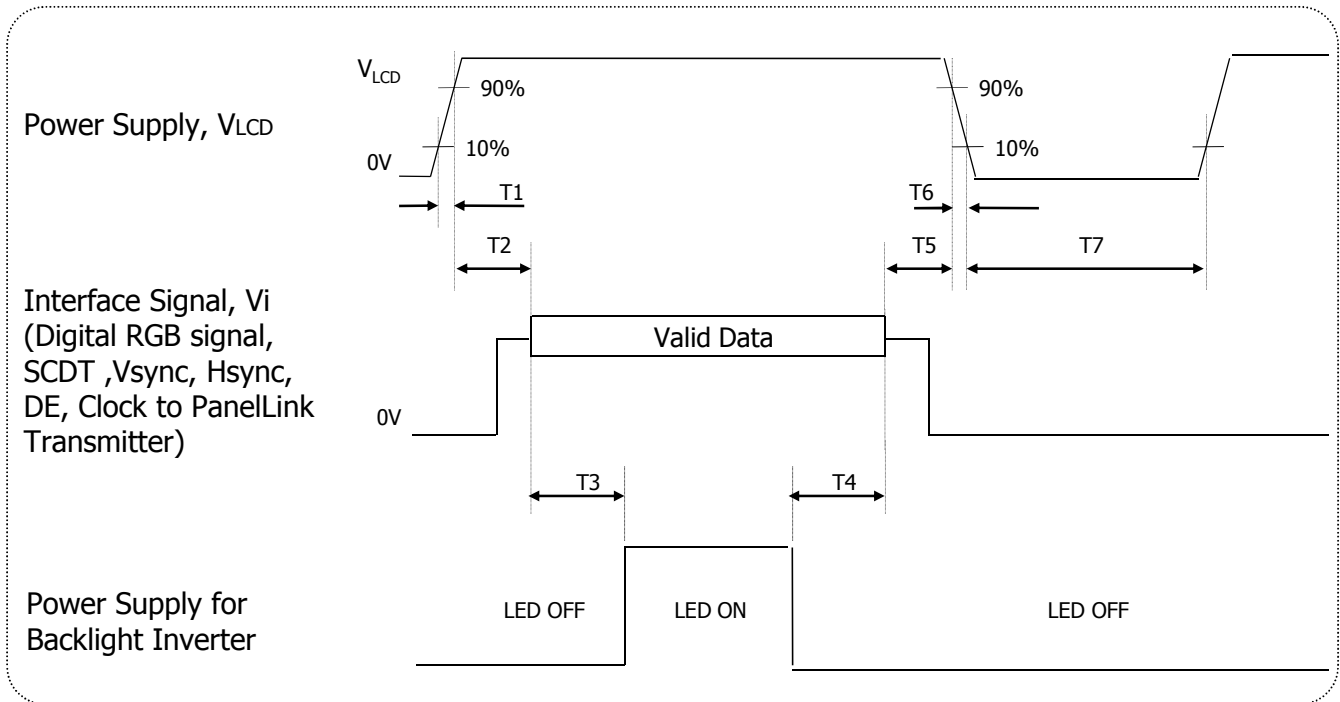 VLCD
90%
90%
Power Supply, VLCD
10%
10%
0V
T1
T6
T2
T5
T7
Interface Signal, Vi
(Digital RGB signal,
SCDT ,Vsync, Hsync,
DE, Clock to PanelLink
Transmitter)
Valid Data
0V
T3
T4
Power Supply for
Backlight Inverter
LED OFF
LED ON
LED OFF